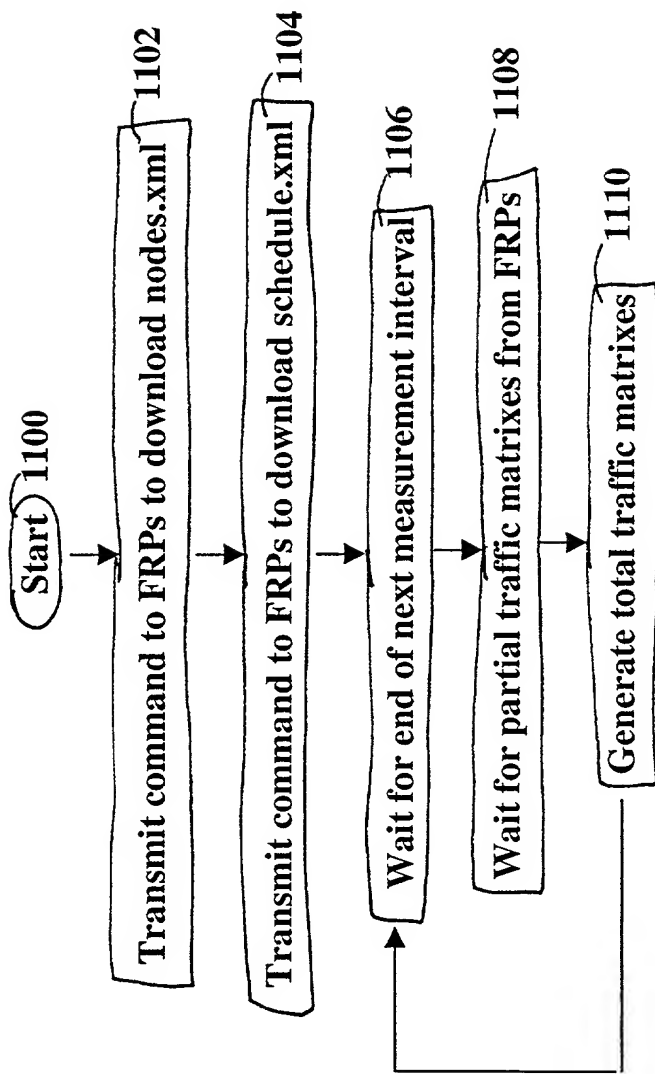 Start 1100
Transmit command to FRPs to download nodes.xml 1102
Transmit command to FRPs to download schedule.xml 1104
Wait for end of next measurement interval 1106
Wait for partial traffic matrixes from FRPs 1108
Generate total traffic matrixes 1110